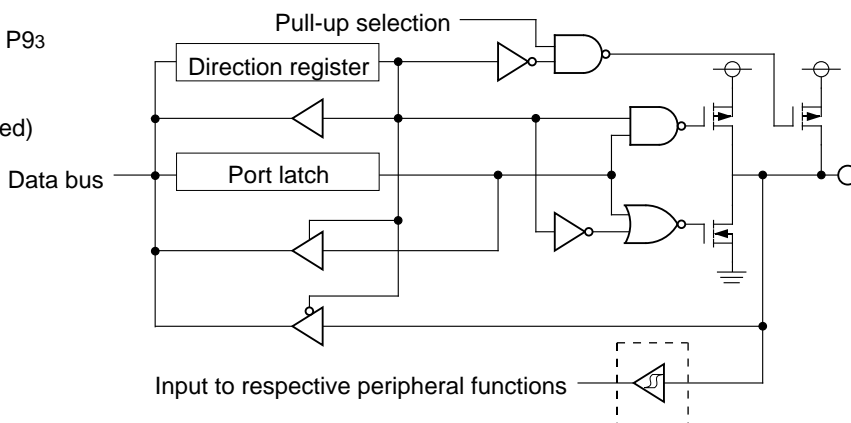 Pull-up selection
P93
Direction register
ed)
Data bus
Port latch
Input to respective peripheral functions